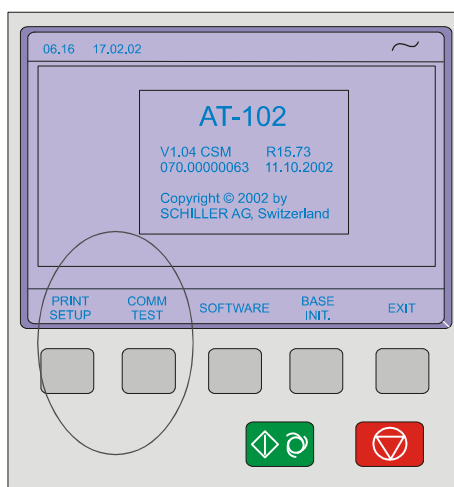 06.16 17.02.02
AT-102
V1.04 CSM R15.73
070.00000063 11.10.2002
Copyright © 2002 by
SCHILLER AG, Switzerland
PRINT SETUP
COMM TEST
SOFTWARE
BASE INIT.
EXIT